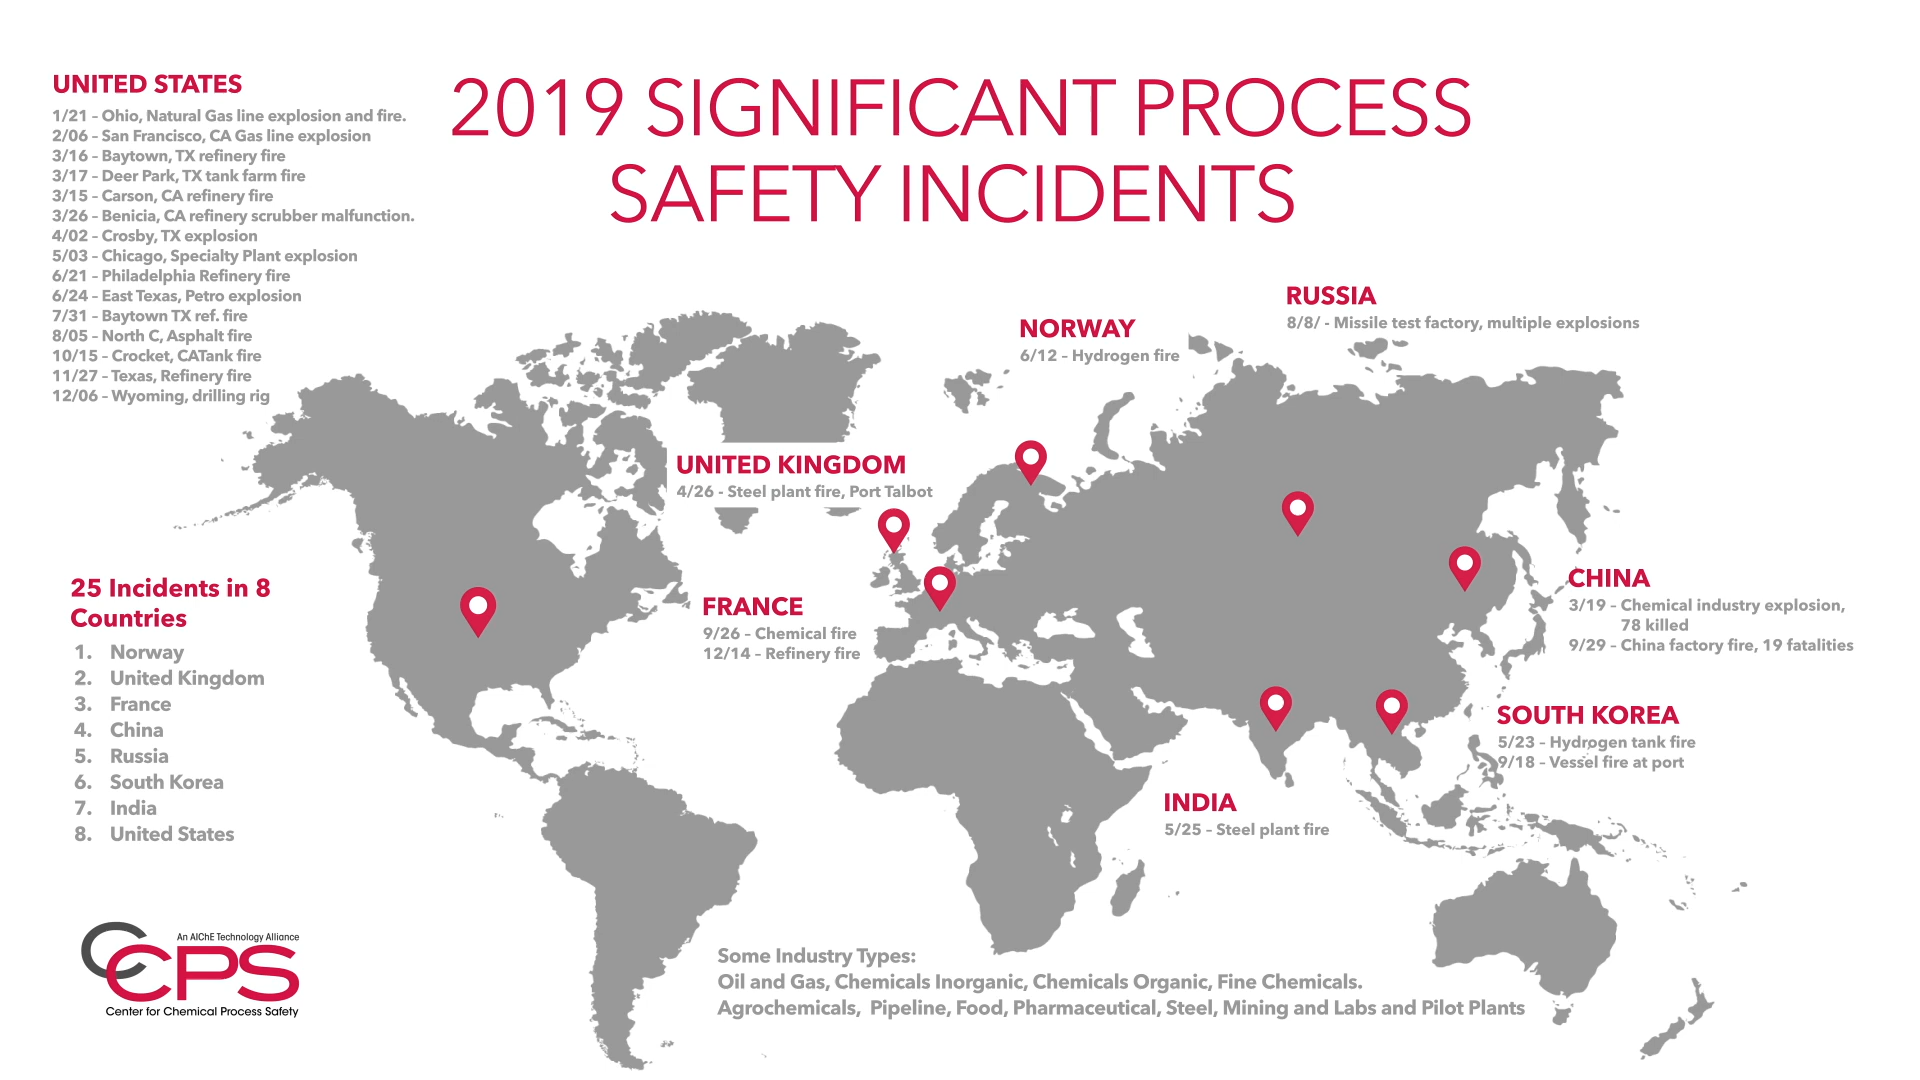 2019 SIGNIFICANT PROCESS
SAFETY INCIDENTS
UNITED STATES
1/21 – Ohio, Natural Gas line explosion and fire.
2/06 – San Francisco, CA Gas line explosion
3/16 – Baytown, TX refinery fire
3/17 – Deer Park, TX tank farm fire
3/15 – Carson, CA refinery fire
3/26 – Benicia, CA refinery scrubber malfunction.
4/02 – Crosby, TX explosion
5/03 – Chicago, Specialty Plant explosion
6/21 – Philadelphia Refinery fire
6/24 – East Texas, Petro explosion
7/31 – Baytown TX ref. fire
8/05 – North C, Asphalt fire
10/15 – Crocket, CATank fire
11/27 – Texas, Refinery fire
12/06 – Wyoming, drilling rig
RUSSIA
8/8/ - Missile test factory, multiple explosions
NORWAY
6/12 – Hydrogen fire
UNITED KINGDOM
4/26 - Steel plant fire, Port Talbot
FRANCE
9/26 – Chemical fire
12/14 – Refinery fire
CHINA
3/19 – Chemical industry explosion,
78 killed
9/29 – China factory fire, 19 fatalities
SOUTH KOREA
5/23 – Hydrogen tank fire
9/18 – Vessel fire at port
INDIA
5/25 – Steel plant fire
25 Incidents in 8
Countries
1. Norway
2. United Kingdom
3. France
4. China
5. Russia
6. South Korea
7. India
8. United States
An AIChE Technology Alliance
CCPS
Center for Chemical Process Safety
Some Industry Types:
Oil and Gas, Chemicals Inorganic, Chemicals Organic, Fine Chemicals.
Agrochemicals, Pipeline, Food, Pharmaceutical, Steel, Mining and Labs and Pilot Plants